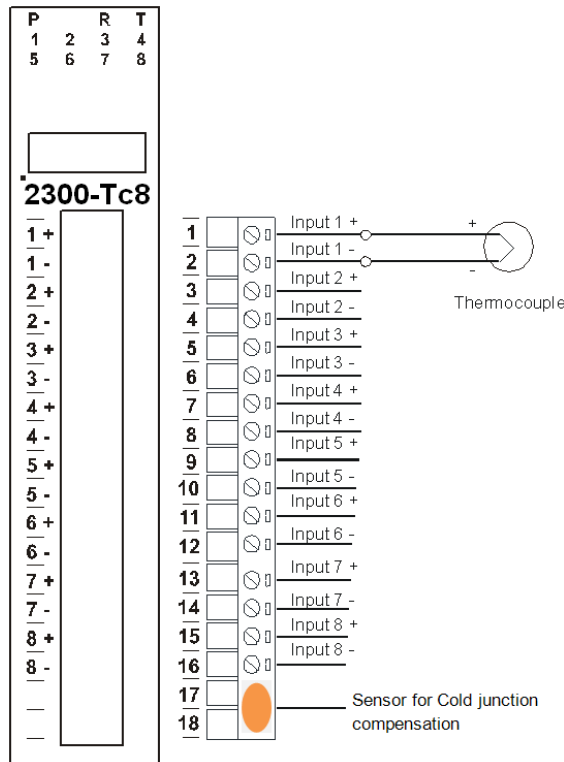 P R T
1 2 3 4
5 6 7 8
2300-Tc8
1 +
1 -
2 +
2 -
3 +
3 -
4 +
4 -
5 +
5 -
6 +
6 -
7 +
7 -
8 +
8 -
1 Input 1 + +
2 Input 1 - -
3 Input 2 +
4 Input 2 -
5 Input 3 +
6 Input 3 -
7 Input 4 +
8 Input 4 -
9 Input 5 +
10 Input 5 -
11 Input 6 +
12 Input 6 -
13 Input 7 +
14 Input 7 -
15 Input 8 +
16 Input 8 -
17
18
Thermocouple
Sensor for Cold junction
compensation